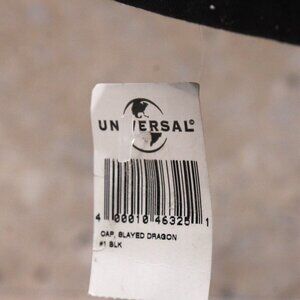 UNIVERSAL
4 00010 46325 1
CAP, SLAYED DRAGON
#1 BLK